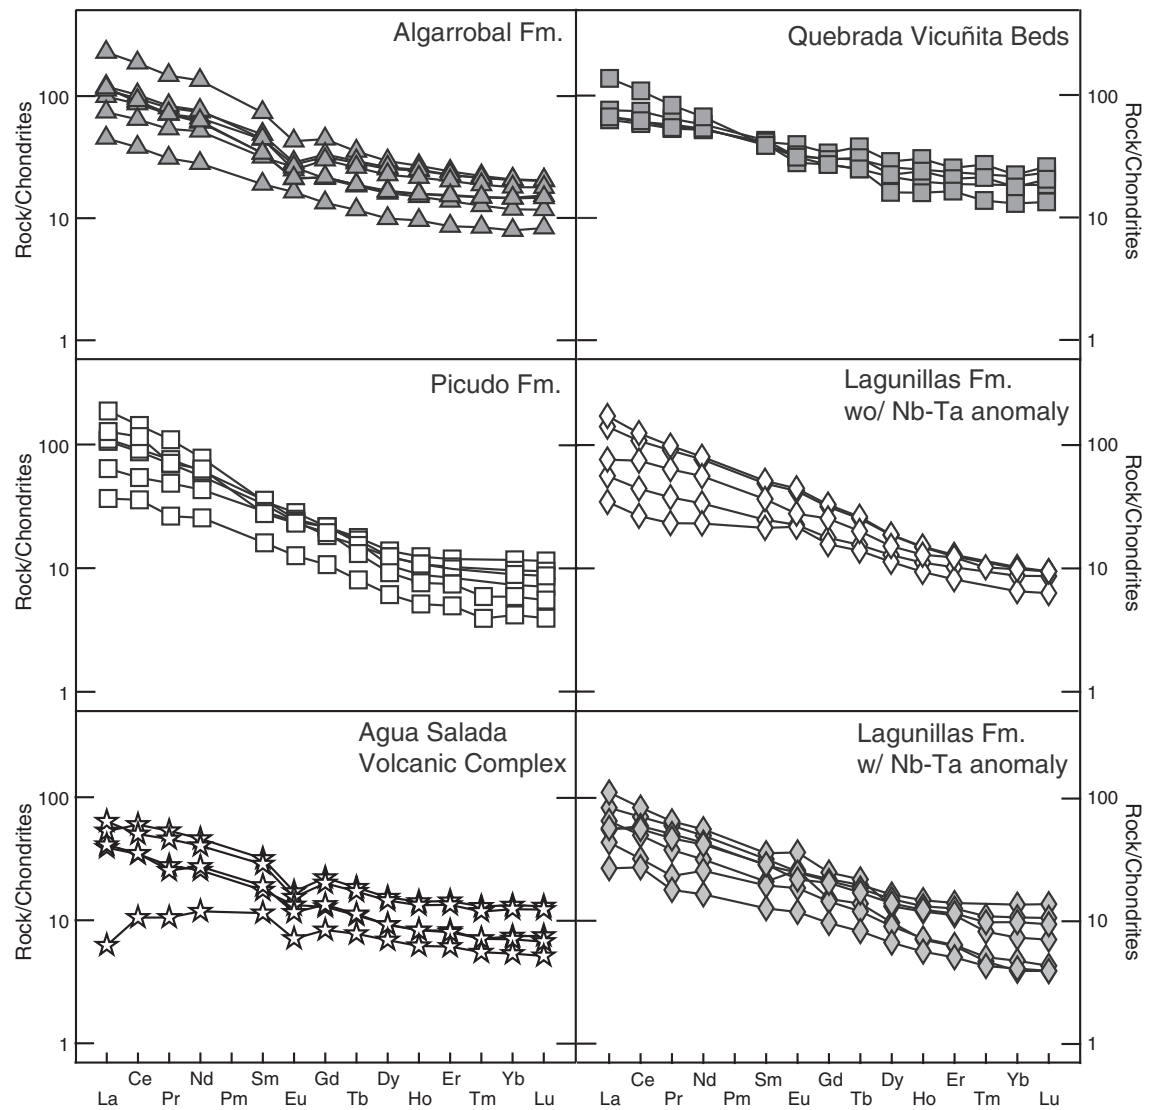 Algarrobal Fm.
Quebrada Vicuñita Beds
100
10
1
Rock/Chondrites
100
10
1
Rock/Chondrites
Picudo Fm.
Lagunillas Fm.
wo/ Nb-Ta anomaly
100
10
1
Rock/Chondrites
100
10
1
Rock/Chondrites
Agua Salada
Volcanic Complex
Lagunillas Fm.
w/ Nb-Ta anomaly
100
10
1
Rock/Chondrites
100
10
1
Rock/Chondrites
Ce Nd Sm Gd Dy Er Yb
La Pr Pm Eu Tb Ho Tm Lu
Ce Nd Sm Gd Dy Er Yb
La Pr Pm Eu Tb Ho Tm Lu